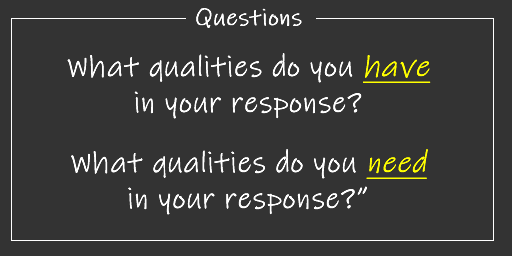 Questions
What qualities do you have
in your response?
What qualities do you need
in your response?”